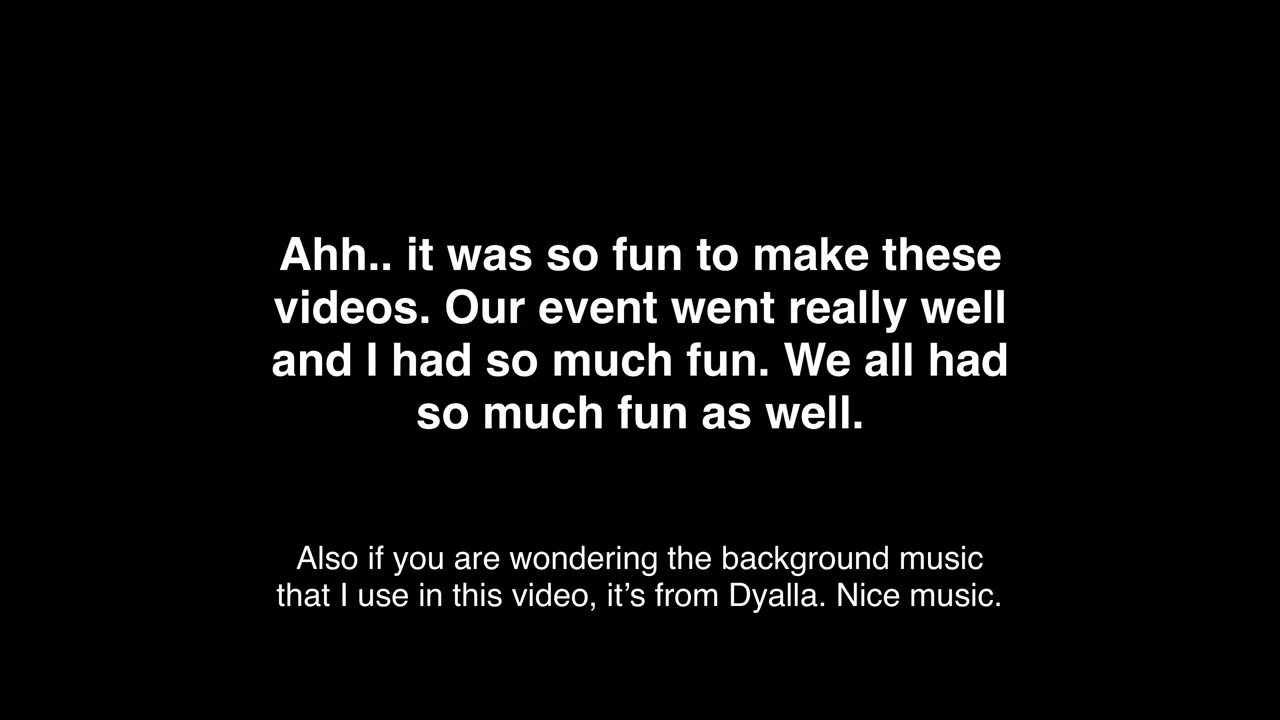 Ahh.. it was so fun to make these
videos. Our event went really well
and I had so much fun. We all had
so much fun as well.
Also if you are wondering the background music
that I use in this video, it’s from Dyalla. Nice music.